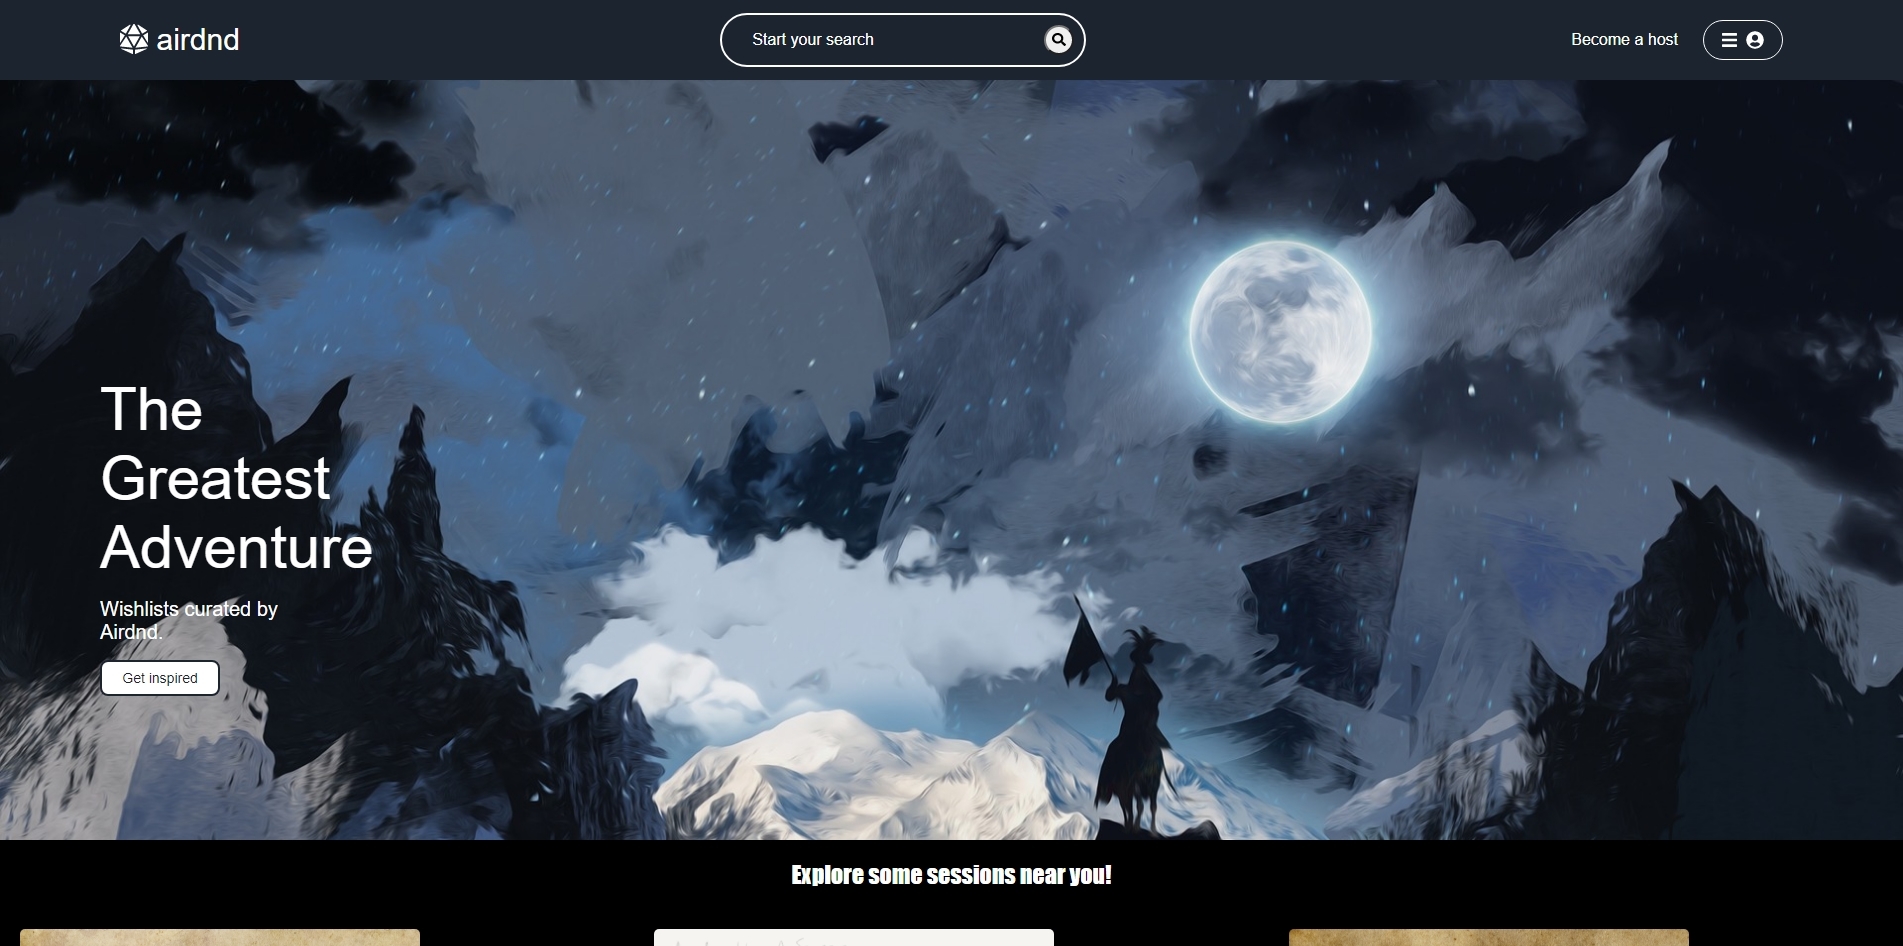 airdnd
Start your search
Become a host
The
Greatest
Adventure
Wishlists curated by
Airdnd.
Get inspired
Explore some sessions near you!